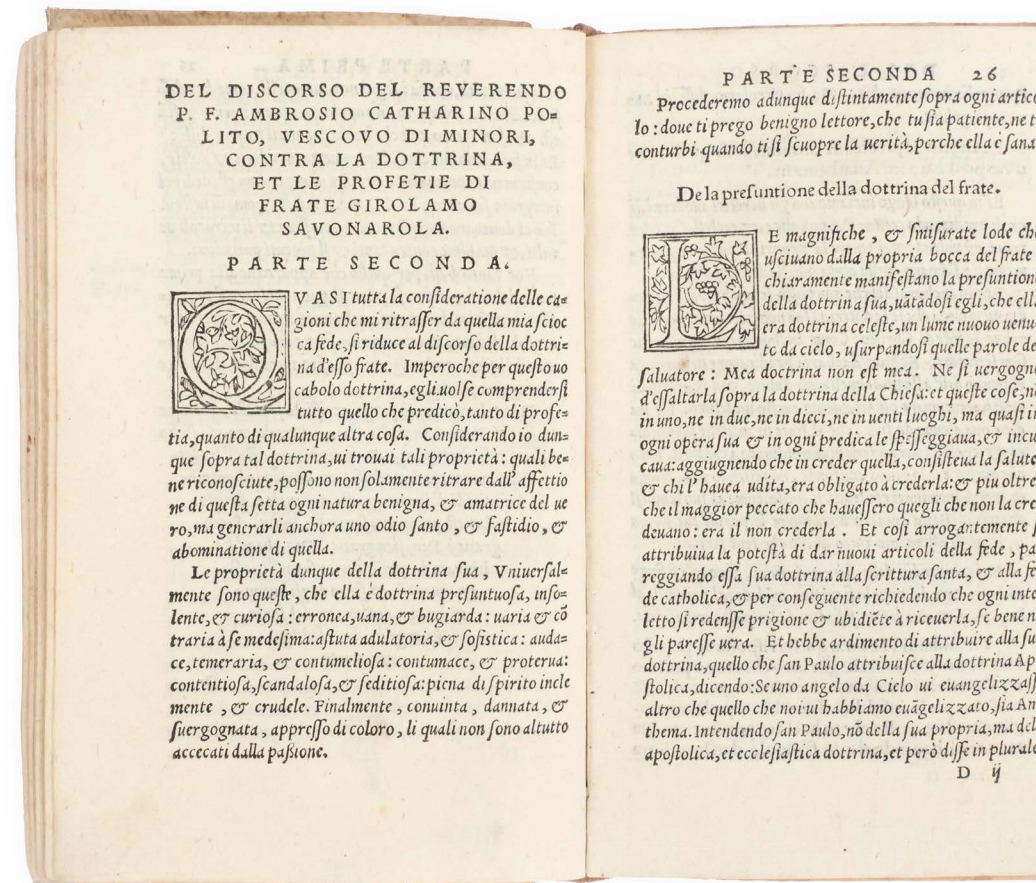 DEL DISCORSO DEL REVERENDO
P. F. AMBROSIO CATHARINO PO=
LITO, VESCOVO DI MINORI,
CONTRA LA DOTTRINA,
ET LE PROFETIE DI
FRATE GIROLAMO
SAVONAROLA.
PARTE SECONDA.
QVASI tutta la conſideratione delle ca=
gioni che mi ritraſſer da quella mia ſcioc
ca fede, ſi riduce al diſcorſo della dottri=
na d'eſſo frate. Imperoche per queſto uo
cabolo dottrina, egli uolſe comprenderſi
tutto quello che predicò, tanto di profe=
tia, quanto di qualunque altra coſa. Conſiderando io dun=
que ſopra tal dottrina, ui trouai tali proprietà: quali be=
ne riconoſciute, poſſono non ſolamente ritrare dall' affettio
ne di queſta ſetta ogni natura benigna, & amatrice del ue
ro, ma generarli anchora uno odio ſanto, & faſtidio, &
abominatione di quella.
Le proprietà dunque della dottrina ſua, Vniuerſal=
mente ſono queſte, che ella è dottrina preſuntuoſa, inſo=
lente, & curioſa: erronea, uana, & bugiarda: uaria & cō
traria à ſe medeſima: aſtuta adulatoria, & ſofiſtica: auda=
ce, temeraria, & contumelioſa: contumace, & proterua:
contentioſa, ſcandaloſa, & ſeditioſa: piena di ſpirito incle
mente, & crudele. Finalmente, conuinta, dannata, &
ſuergognata, appreſſo di coloro, li quali non ſono altutto
accecati dalla paßione.
PARTE SECONDA 26
Procederemo adunque diſtintamente ſopra ogni artico
lo: doue ti prego benigno lettore, che tu ſia patiente, ne t
conturbi quando ti ſi ſcuopre la uerità, perche ella è ſana
De la preſuntione della dottrina del frate.
LE magnifiche, & ſmiſurate lode che
uſciuano dalla propria bocca del frate
chiaramente manifeſtano la preſuntione
della dottrina ſua, uātādoſi egli, che ell
era dottrina celeſte, un lume nuouo uenu
to da cielo, uſurpandoſi quelle parole de
ſaluatore: Mea doctrina non eſt mea. Ne ſi uergogn
d'eſſaltarla ſopra la dottrina della Chieſa: et queſte coſe, n
in uno, ne in due, ne in dieci, ne in uenti luoghi, ma quaſi i
ogni opera ſua & in ogni predica le ſpeſſeggiaua, & incu
caua: aggiugnendo che in creder quella, conſiſteua la ſalute
& chi l' hauea udita, era obligato à crederla: & piu oltre
che il maggior peccato che haueſſero quegli che non la cre
deuano: era il non crederla. Et coſi arrogantemente ſ
attribuiua la poteſtà di dar nuoui articoli della fede, pa
reggiando eſſa ſua dottrina alla ſcrittura ſanta, & alla fe
de catholica, & per conſeguente richiedendo che ogni inte
letto ſi redenſſe prigione & ubidiēte à riceuerla, ſe bene n
gli pareſſe uera. Et hebbe ardimento di attribuire alla ſu
dottrina, quello che ſan Paulo attribuiſce alla dottrina Ap
ſtolica, dicendo: Se uno angelo da Cielo ui euangelizzaſſ
altro che quello che noi ui habbiamo euāgelizzato, ſia An
thema. Intendendo ſan Paulo, nō della ſua propria, ma del
apoſtolica, et eccleſiaſtica dottrina, et però diſſe in plurale
D ij